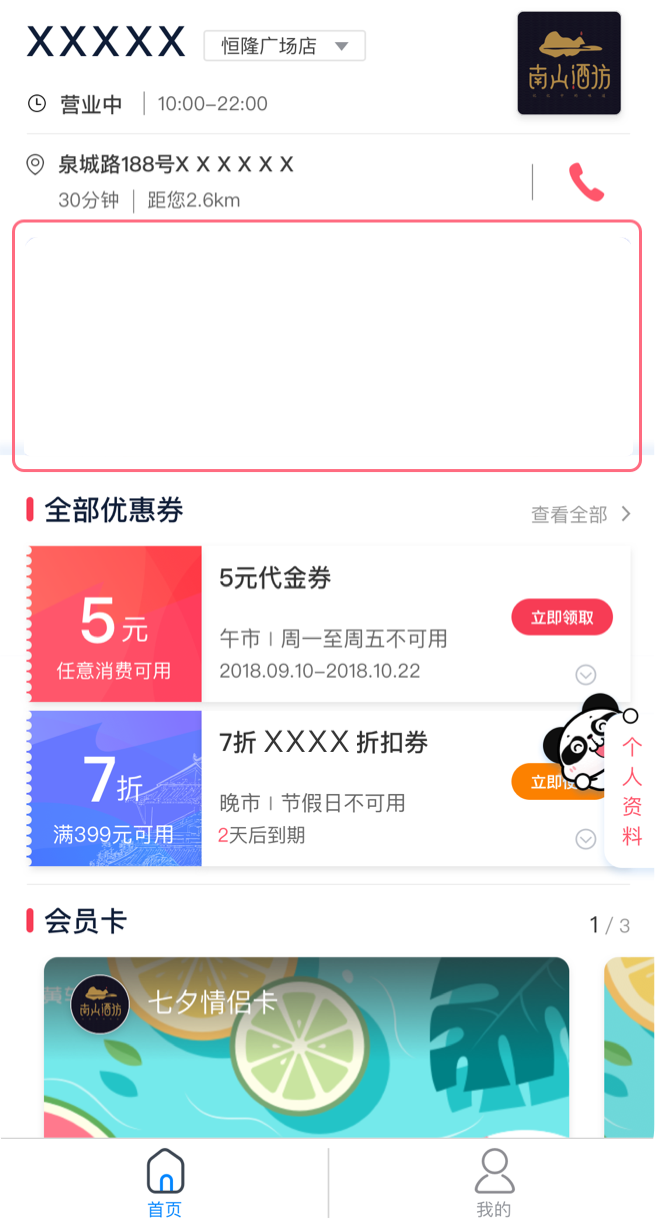 XXXXX
恒隆广场店
南山酒坊
营业中
10:00-22:00
泉城路188号X X X X X X
30分钟
距您2.6km
全部优惠券
查看全部
5元
任意消费可用
5元代金券
立即领取
午市 | 周一至周五不可用
2018.09.10-2018.10.22
7折
满399元可用
7折 XXXX 折扣券
立即
晚市 | 节假日不可用
2天后到期
个人资料
会员卡
1 / 3
南山酒坊
七夕情侣卡
首页
我的